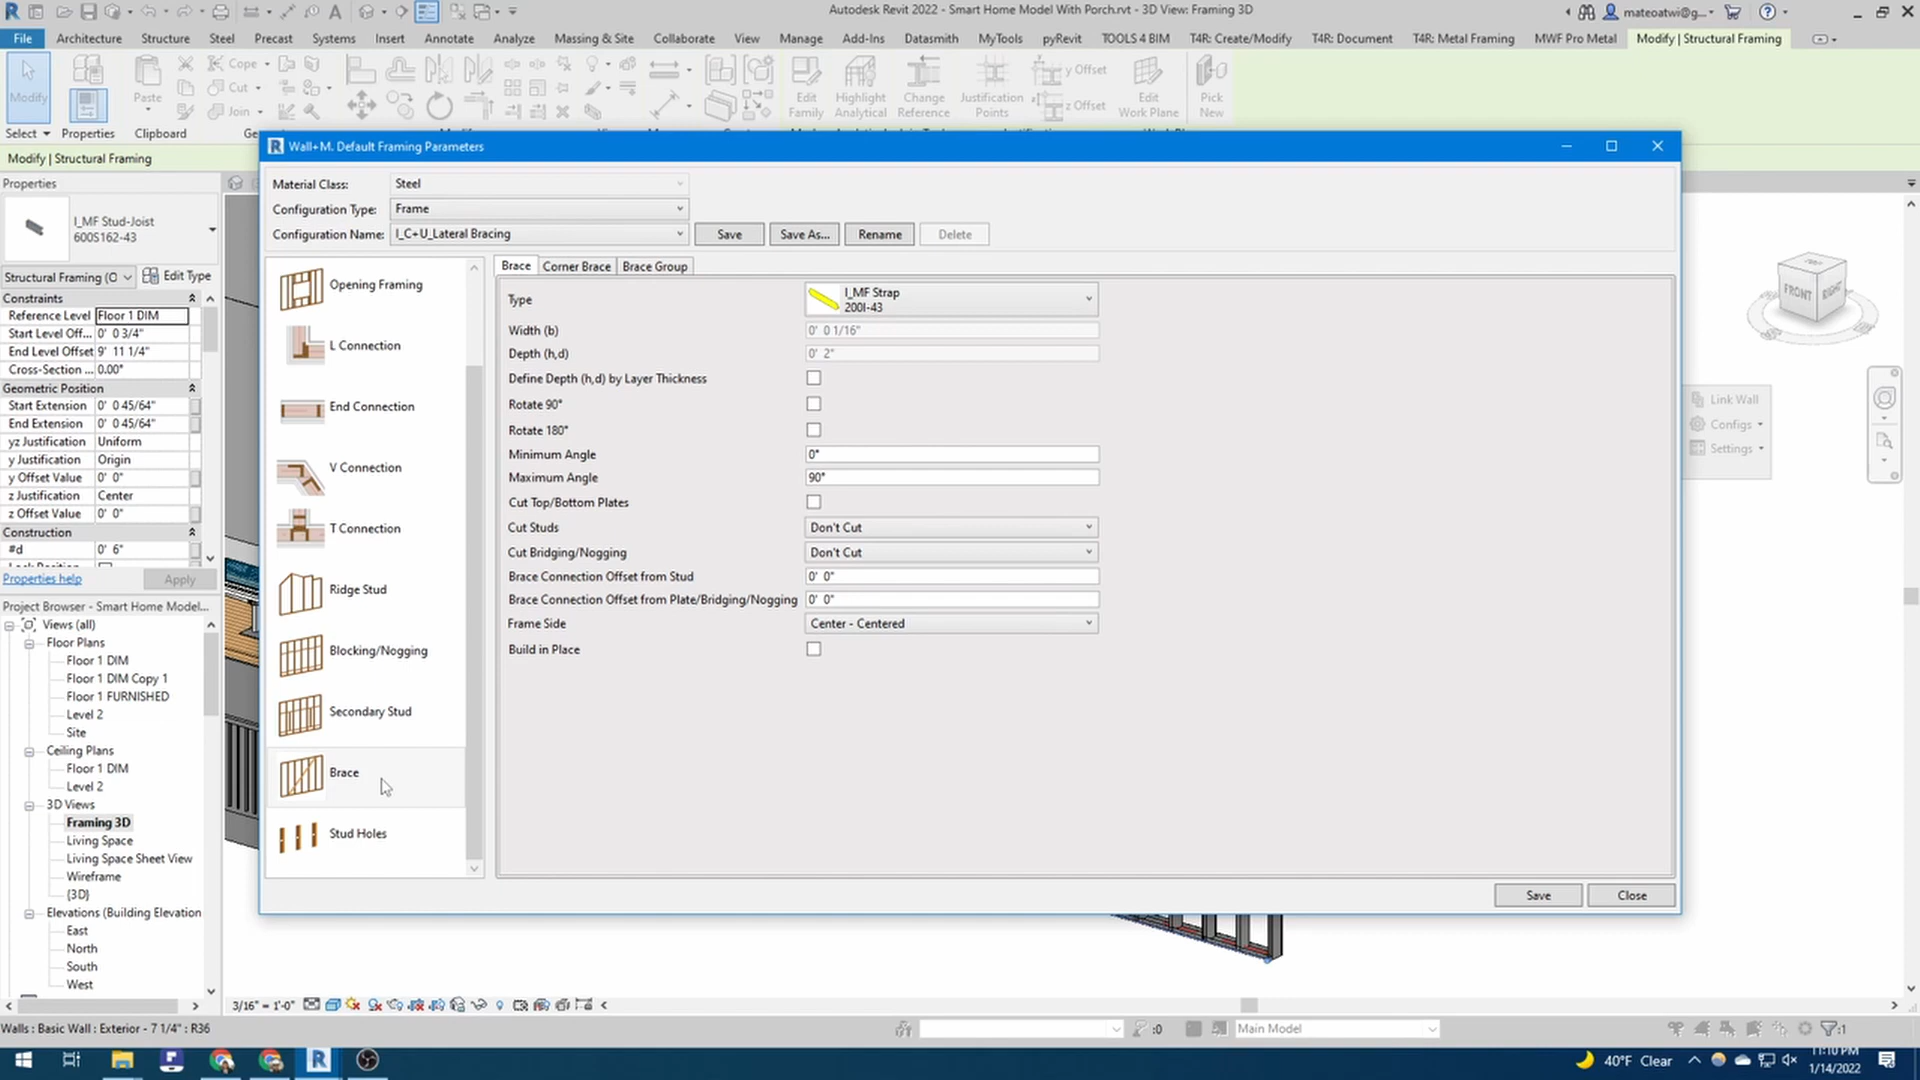 Autodesk Revit 2022 - Smart Home Model With Porch.rvt - 3D View: Framing 3D
mateoatwi@g...
File Architecture Structure Steel Precast Systems Insert Annotate Analyze Massing & Site Collaborate View Manage Add-Ins Datasmith MyTools pyRevit TOOLS 4 BIM T4R: Create/Modify T4R: Document T4R: Metal Framing MWF Pro Metal Modify | Structural Framing
Modify
Paste
Cope
Cut
Join
Edit Family
Highlight Analytical
Change Reference
Justification Points
y Offset
z Offset
Edit Work Plane
Pick New
Select Properties Clipboard
Modify | Structural Framing
Wall+M. Default Framing Parameters
Properties
I_MF Stud-Joist
600S162-43
Structural Framing (O
Edit Type
Constraints
Reference Level Floor 1 DIM
Start Level Off... 0' 0 3/4"
End Level Offset 9' 11 1/4"
Cross-Section ... 0.00°
Geometric Position
Start Extension 0' 0 45/64"
End Extension 0' 0 45/64"
yz Justification Uniform
y Justification Origin
y Offset Value 0' 0"
z Justification Center
z Offset Value 0' 0"
Construction
#d 0' 6"
Properties help
Apply
Project Browser - Smart Home Model...
Views (all)
Floor Plans
Floor 1 DIM
Floor 1 DIM Copy 1
Floor 1 FURNISHED
Level 2
Site
Ceiling Plans
Floor 1 DIM
Level 2
3D Views
Framing 3D
Living Space
Living Space Sheet View
Wireframe
{3D}
Elevations (Building Elevation
East
North
South
West
Material Class: Steel
Configuration Type: Frame
Configuration Name: I_C+U_Lateral Bracing
Save
Save As...
Rename
Delete
Opening Framing
L Connection
End Connection
V Connection
T Connection
Ridge Stud
Blocking/Nogging
Secondary Stud
Brace
Stud Holes
Brace Corner Brace Brace Group
Type I_MF Strap
200I-43
Width (b) 0' 0 1/16"
Depth (h,d) 0' 2"
Define Depth (h,d) by Layer Thickness
Rotate 90°
Rotate 180°
Minimum Angle 0°
Maximum Angle 90°
Cut Top/Bottom Plates
Cut Studs Don't Cut
Cut Bridging/Nogging Don't Cut
Brace Connection Offset from Stud 0' 0"
Brace Connection Offset from Plate/Bridging/Nogging 0' 0"
Frame Side Center - Centered
Build in Place
Save
Close
FRONT
RIGHT
Link Wall
Configs
Settings
3/16" = 1'-0"
Walls : Basic Wall : Exterior - 7 1/4" : R36
:0
Main Model
:1
40°F Clear
11:10 PM
1/14/2022